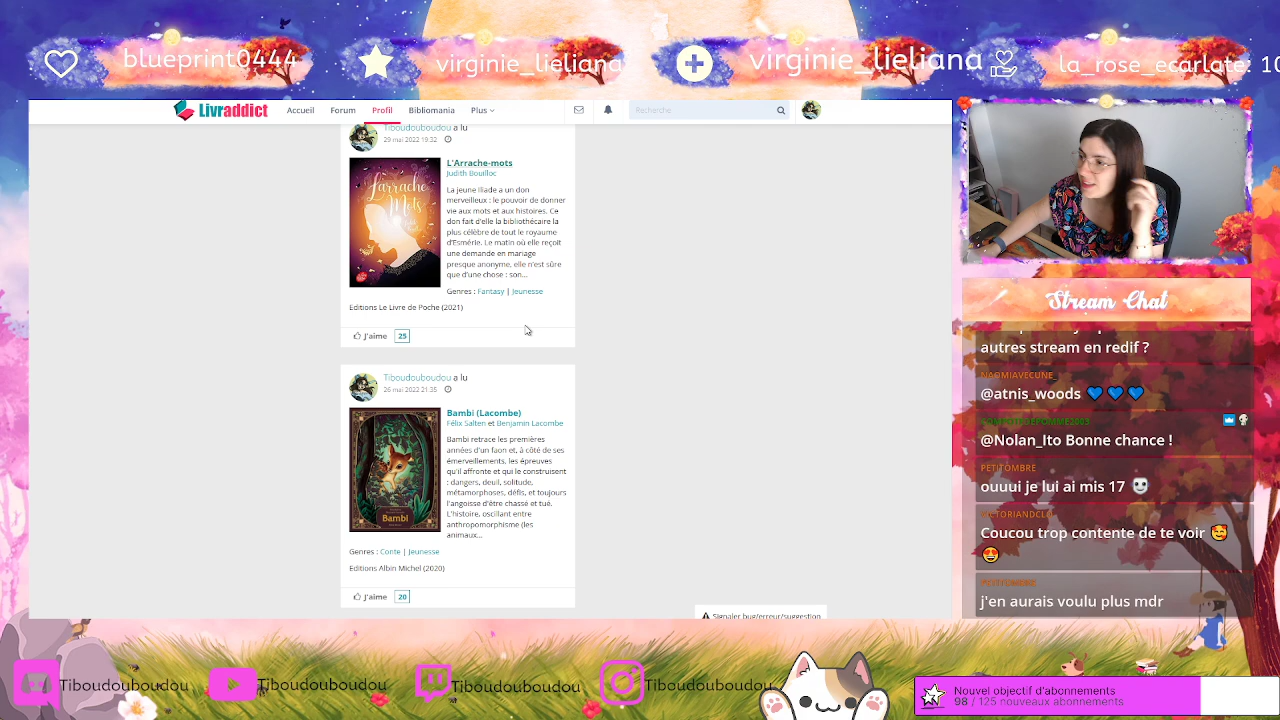 blueprint0444
virginie_lieliana
virginie_lieliana
la_rose_ecarlate: 10
Livraddict
Accueil
Forum
Profil
Bibliomania
Plus
Recherche
Tiboudouboudou a lu
29 mai 2022 19:32
L'arrache
Mots
L'Arrache-mots
Judith Bouilloc
La jeune Iliade a un don
merveilleux : le pouvoir de donner
vie aux mots et aux histoires. Ce
don fait d'elle la bibliothécaire la
plus célèbre de tout le royaume
d'Esmérie. Le matin où elle reçoit
une demande en mariage
presque anonyme, elle n'est sûre
que d'une chose : son...
Genres : Fantasy | Jeunesse
Editions Le Livre de Poche (2021)
J'aime 25
Tiboudouboudou a lu
26 mai 2022 21:35
Bambi
Bambi (Lacombe)
Félix Salten et Benjamin Lacombe
Bambi retrace les premières
années d'un faon et, à côté de ses
émerveillements, les épreuves
qu'il affronte et qui le construisent
: dangers, deuil, solitude,
métamorphoses, défis, et toujours
l'angoisse d'être chassé et tué.
L'histoire, oscillant entre
anthropomorphisme (les
animaux...
Genres : Conte | Jeunesse
Editions Albin Michel (2020)
J'aime 20
Signaler bug/erreur/suggestion
Stream Chat
autres stream en redif ?
NAOMIAVECUNE_
@atnis_woods 💙 💙 💙
@Nolan_Ito Bonne chance !
PETITOMBRE
ouuui je lui ai mis 17
Coucou trop contente de te voir 🥰
😍
PETITOMBRE
j'en aurais voulu plus mdr
Tiboudouboudou
Tiboudouboudou
Tiboudouboudou
Tiboudouboudou
Nouvel objectif d'abonnements
98 / 125 nouveaux abonnements